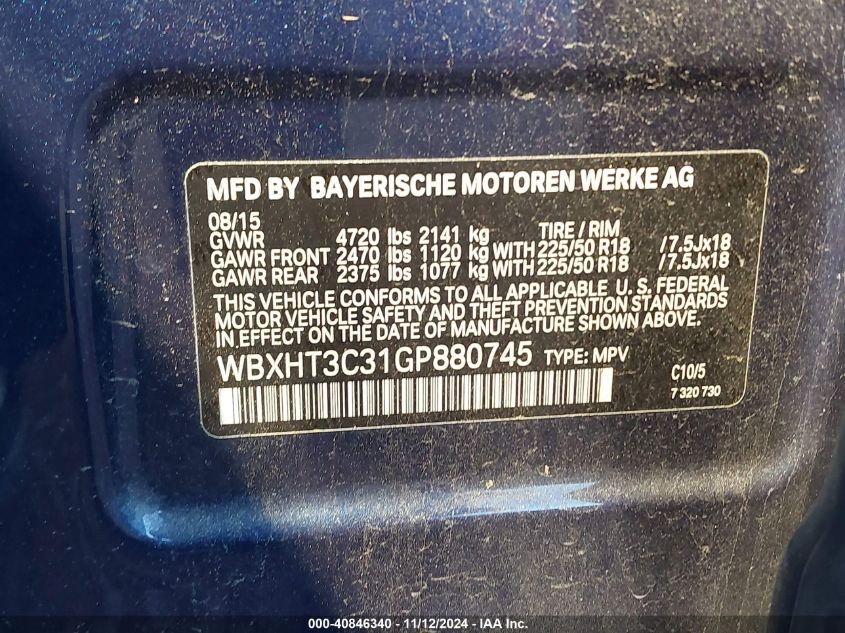 MFD BY BAYERISCHE MOTOREN WERKE AG
08/15 TIRE / RIM
GVWR 4720 lbs 2141 kg
GAWR FRONT 2470 lbs 1120 kg WITH 225/50 R18 /7.5Jx18
GAWR REAR 2375 lbs 1077 kg WITH 225/50 R18 /7.5Jx18
THIS VEHICLE CONFORMS TO ALL APPLICABLE U. S. FEDERAL
MOTOR VEHICLE SAFETY AND THEFT PREVENTION STANDARDS
IN EFFECT ON THE DATE OF MANUFACTURE SHOWN ABOVE.
WBXHT3C31GP880745 TYPE: MPV
C10/5
7 320 730
000-40846340 - 11/12/2024 - IAA Inc.